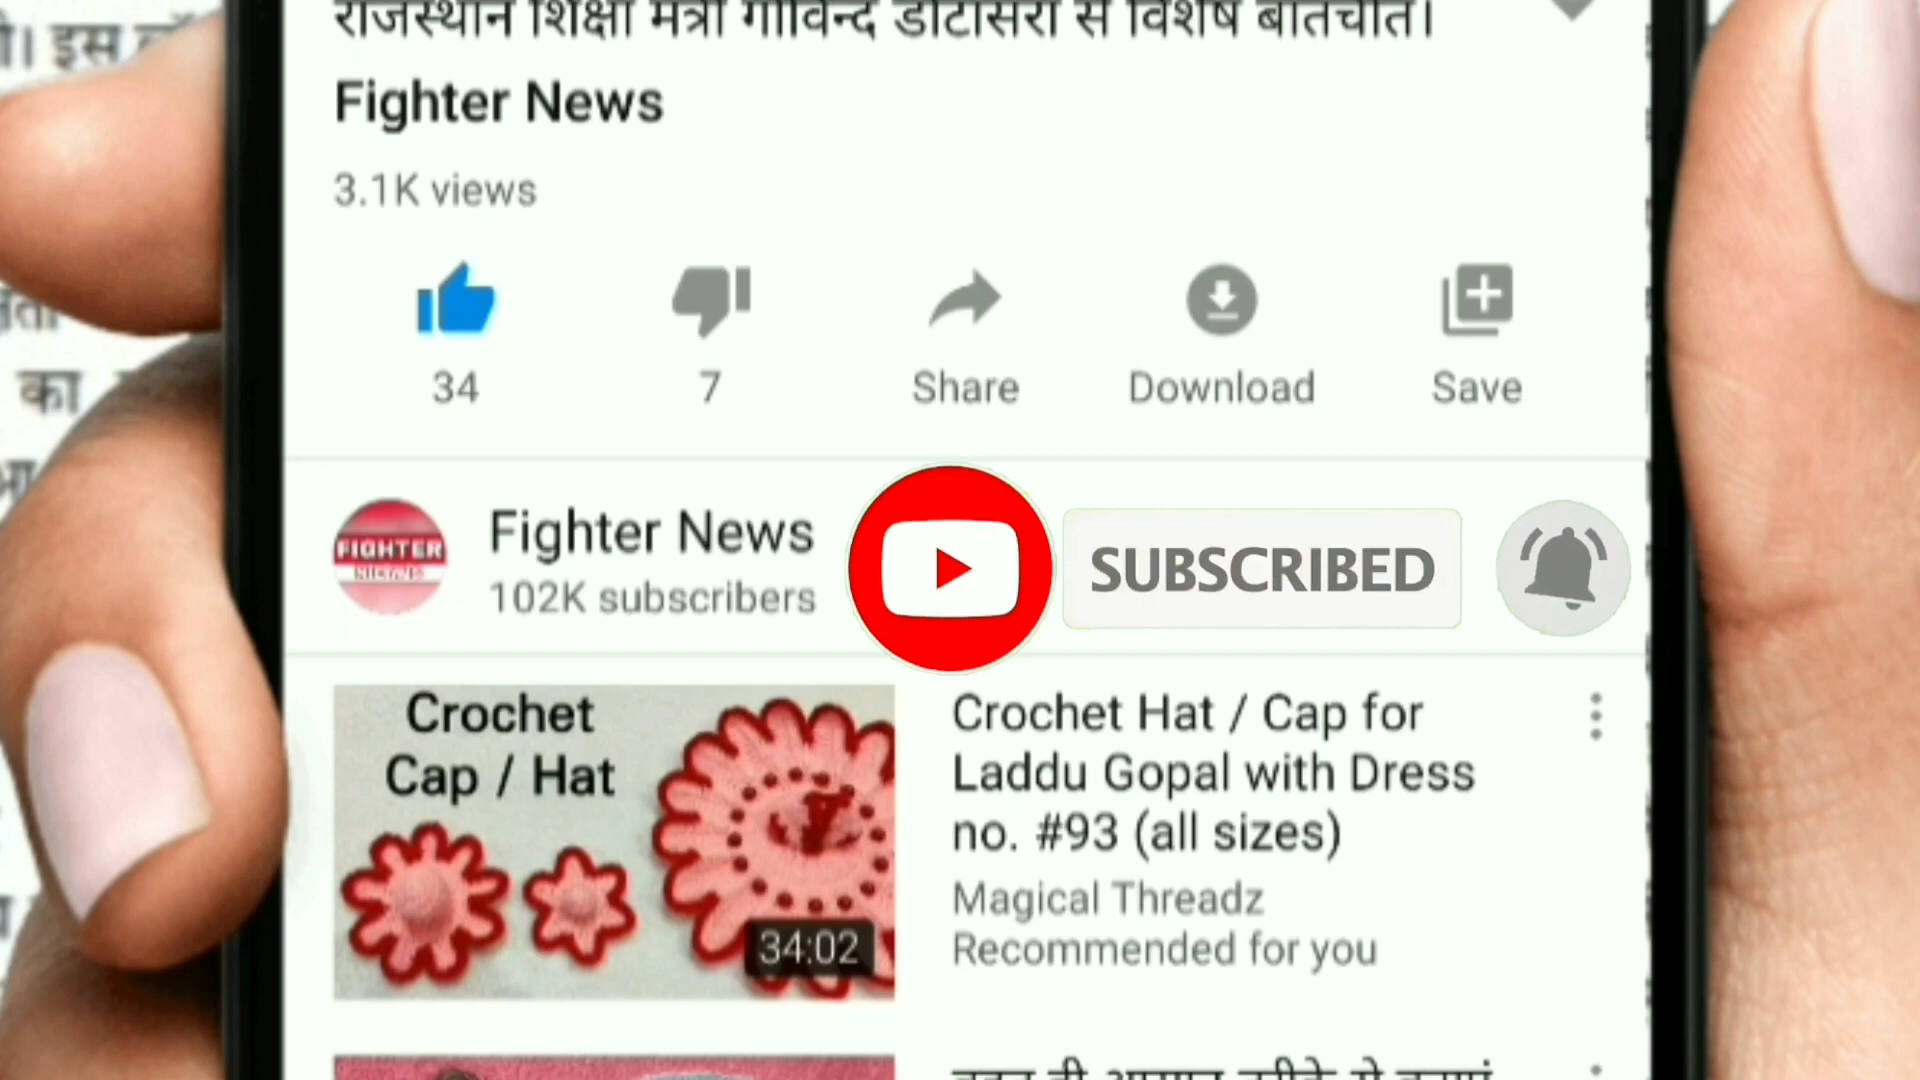 राजस्थान शिक्षा मंत्री गोविन्द डोटासरा से विशेष बातचीत।
Fighter News
3.1K views
34
7
Share
Download
Save
FIGHTER
Fighter News
102K subscribers
SUBSCRIBED
Crochet
Cap / Hat
34:02
Crochet Hat / Cap for
Laddu Gopal with Dress
no. #93 (all sizes)
Magical Threadz
Recommended for you
इस
का